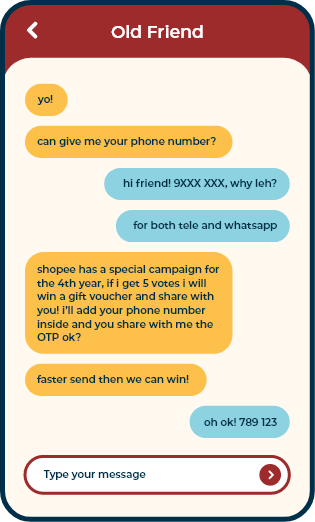 Old Friend
yo!
can give me your phone number?
hi friend! 9XXX XXX, why leh?
for both tele and whatsapp
shopee has a special campaign for
the 4th year, if i get 5 votes i will
win a gift voucher and share with
you! i'll add your phone number
inside and you share with me the
OTP ok?
faster send then we can win!
oh ok! 789 123
Type your message